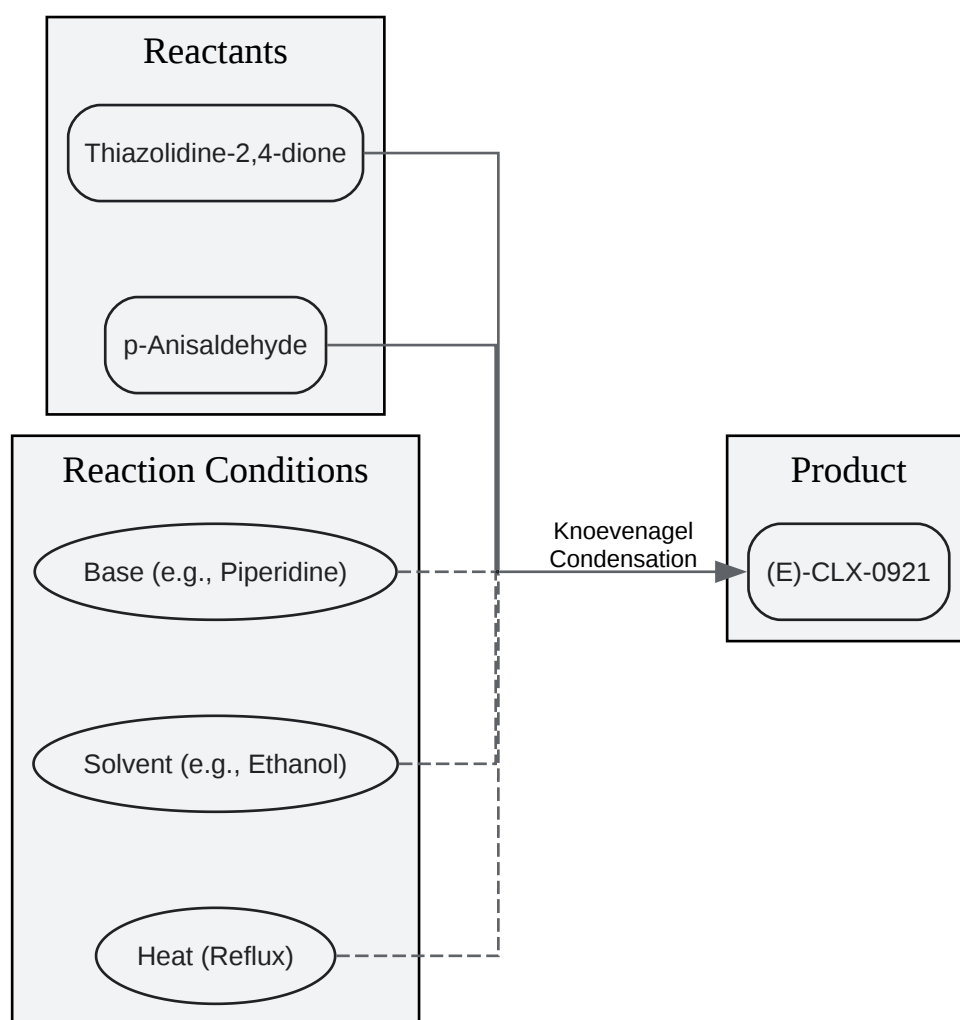 Reactants
Thiazolidine-2,4-dione
p-Anisaldehyde
Reaction Conditions
Base (e.g., Piperidine)
Solvent (e.g., Ethanol)
Heat (Reflux)
Knoevenagel
Condensation
Product
(E)-CLX-0921